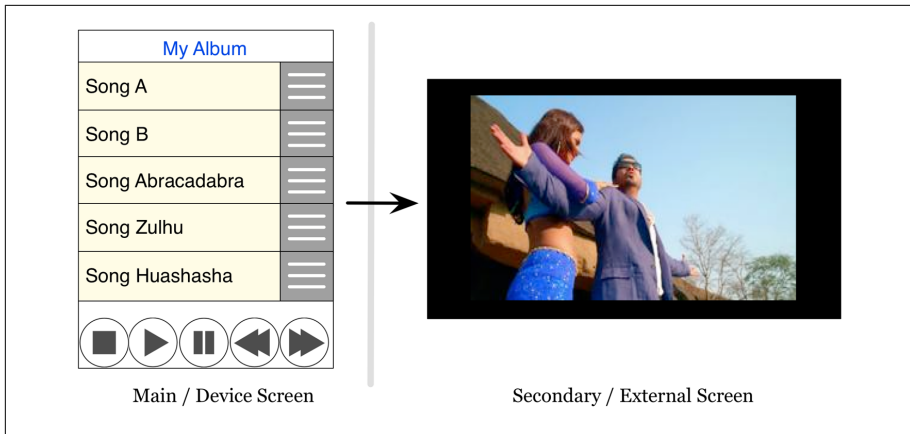 My Album
Song A
Song B
Song Abracadabra
Song Zulhu
Song Huashasha
Main / Device Screen
Secondary / External Screen